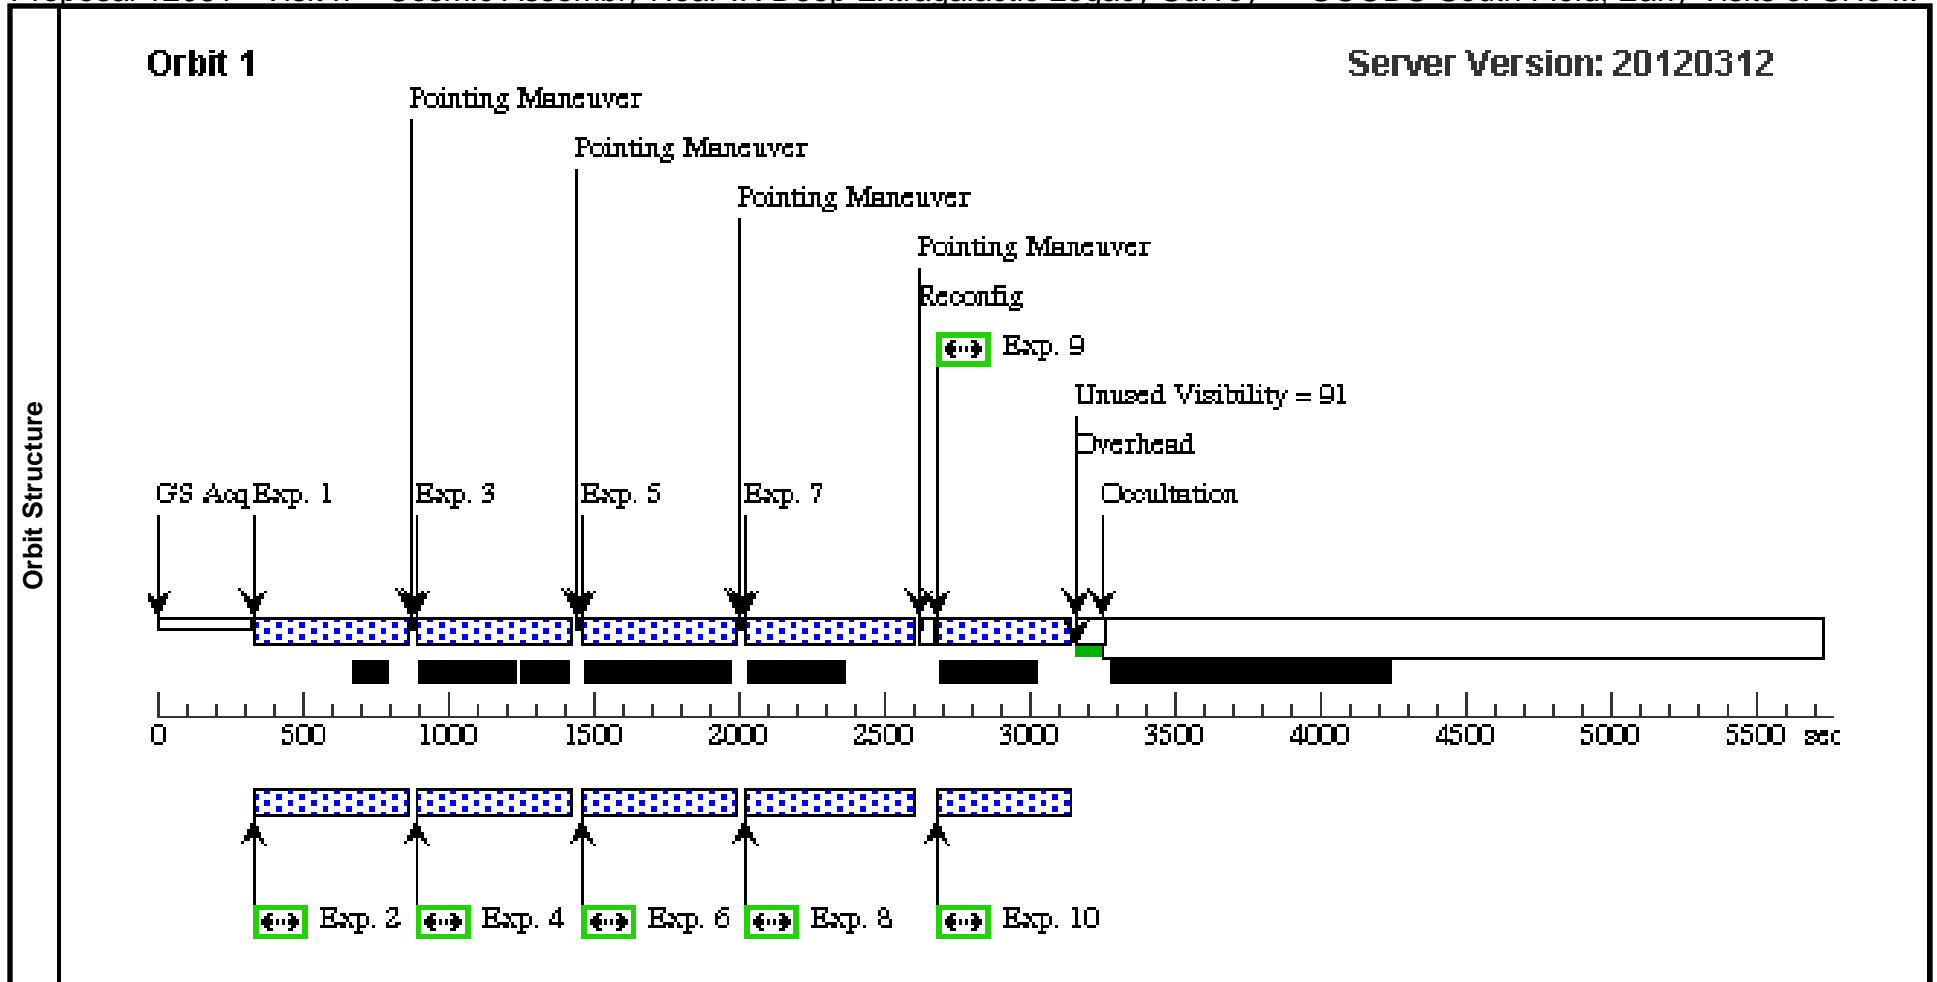 Orbit 1
Server Version: 20120312
Pointing Maneuver
Pointing Maneuver
Pointing Maneuver
Pointing Maneuver
Reconfig
Exp. 9
Unused Visibility = 91
Overhead
GS Acq Exp. 1 Exp. 3 Exp. 5 Exp. 7 Occultation
Orbit Structure
0 500 1000 1500 2000 2500 3000 3500 4000 4500 5000 5500 sec
Exp. 2 Exp. 4 Exp. 6 Exp. 8 Exp. 10